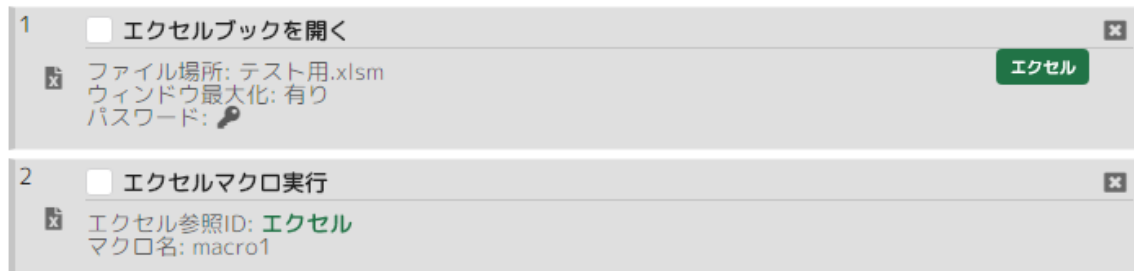 1
エクセルブックを開く
ファイル場所: テスト用.xlsm
エクセル
ウィンドウ最大化: 有り
パスワード:
2
エクセルマクロ実行
エクセル参照ID: エクセル
マクロ名: macro1